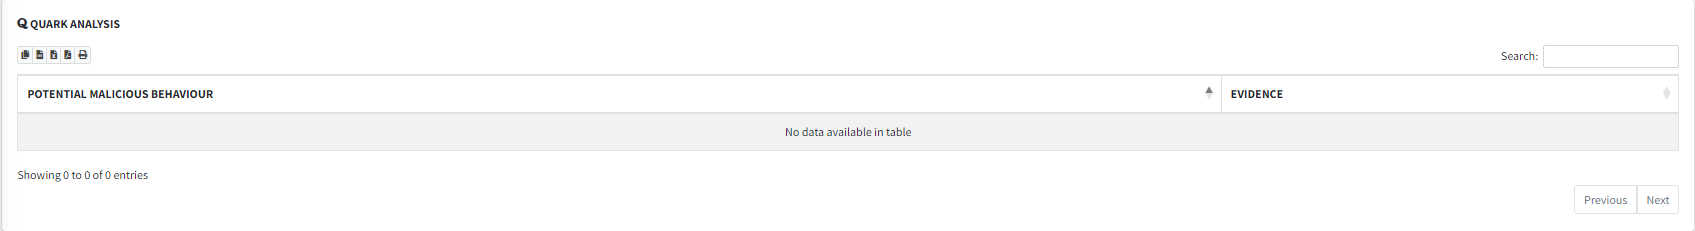 QUARK ANALYSIS
Search:
POTENTIAL MALICIOUS BEHAVIOUR EVIDENCE
No data available in table
Showing 0 to 0 of 0 entries
Previous Next